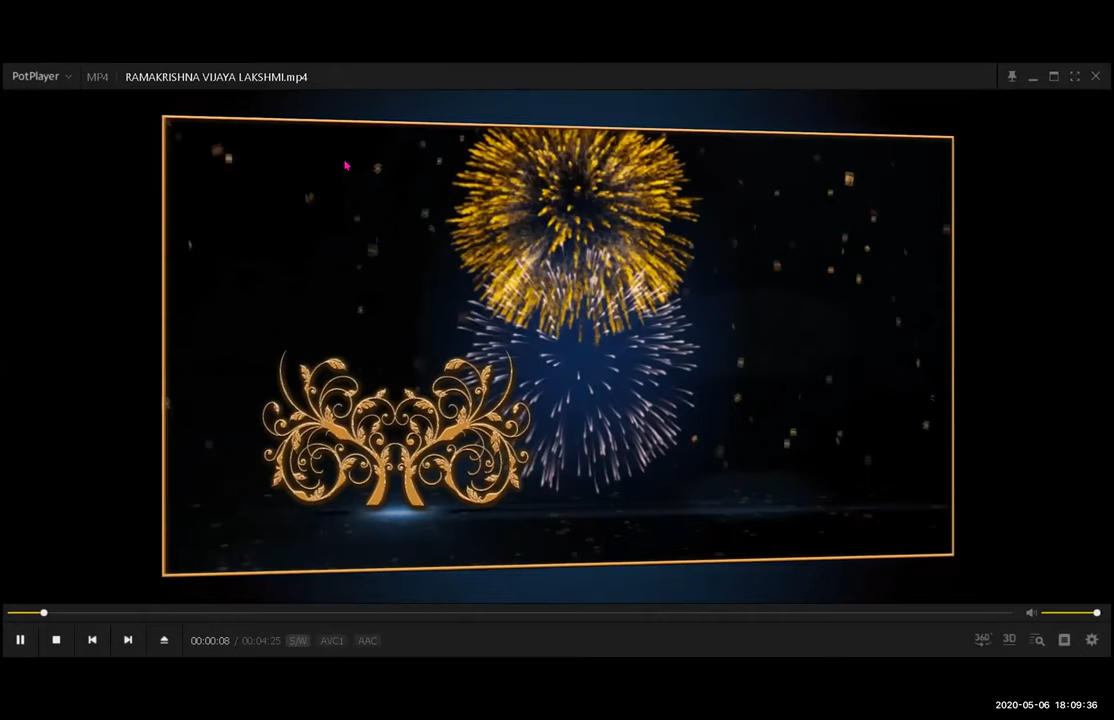 PotPlayer MP4 RAMAKRISHNA VIJAYA LAKSHMI.mp4
00:00:08 / 00:04:25 S/W AVC1 AAC 360° 3D
2020-05-06 18:09:36